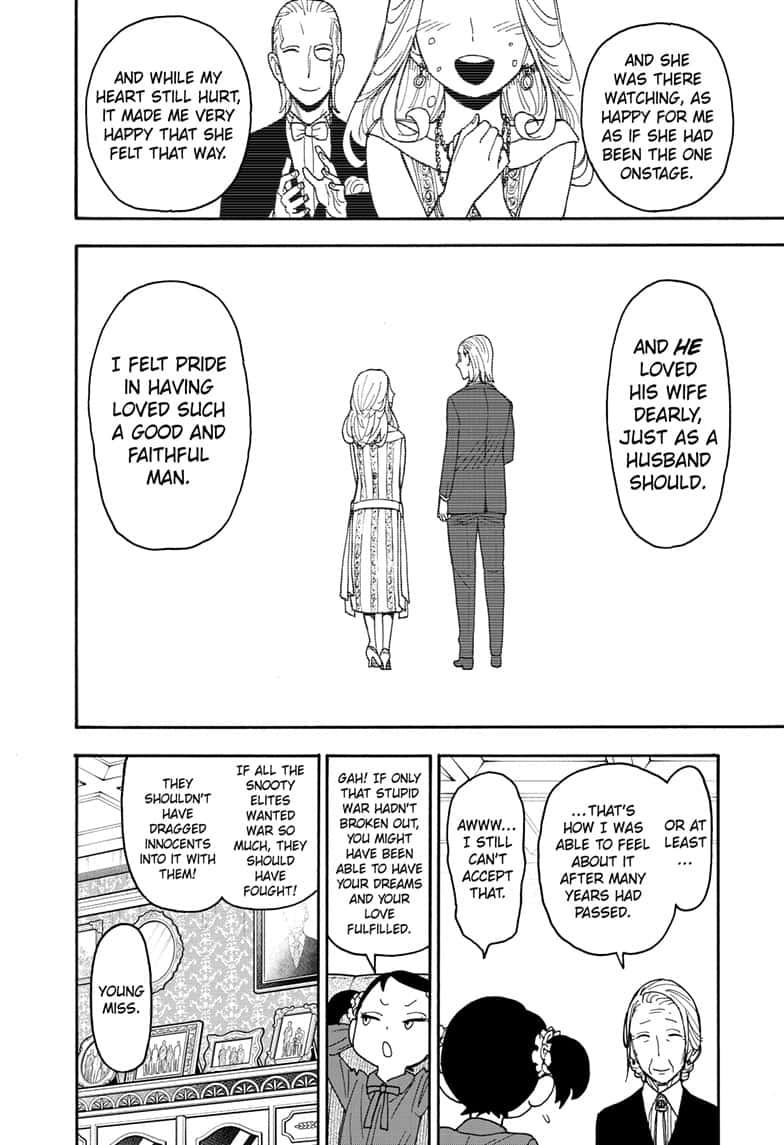 AND SHE
WAS THERE
WATCHING, AS
HAPPY FOR ME
AS IF SHE HAD
BEEN THE ONE
ONSTAGE.
AND WHILE MY
HEART STILL HURT,
IT MADE ME VERY
HAPPY THAT SHE
FELT THAT WAY.
AND HE
LOVED
HIS WIFE
DEARLY,
JUST AS A
HUSBAND
SHOULD.
I FELT PRIDE
IN HAVING
LOVED SUCH
A GOOD AND
FAITHFUL
MAN.
OR AT
LEAST
...
...THAT'S
HOW I WAS
ABLE TO FEEL
ABOUT IT
AFTER MANY
YEARS HAD
PASSED.
AWWW...
I STILL
CAN'T
ACCEPT
THAT.
GAH! IF ONLY
THAT STUPID
WAR HADN'T
BROKEN OUT,
YOU MIGHT
HAVE BEEN
ABLE TO HAVE
YOUR DREAMS
AND YOUR
LOVE
FULFILLED.
IF ALL THE
SNOOTY
ELITES
WANTED
WAR SO
MUCH, THEY
SHOULD
HAVE
FOUGHT!
THEY
SHOULDN'T
HAVE
DRAGGED
INNOCENTS
INTO IT WITH
THEM!
YOUNG
MISS.